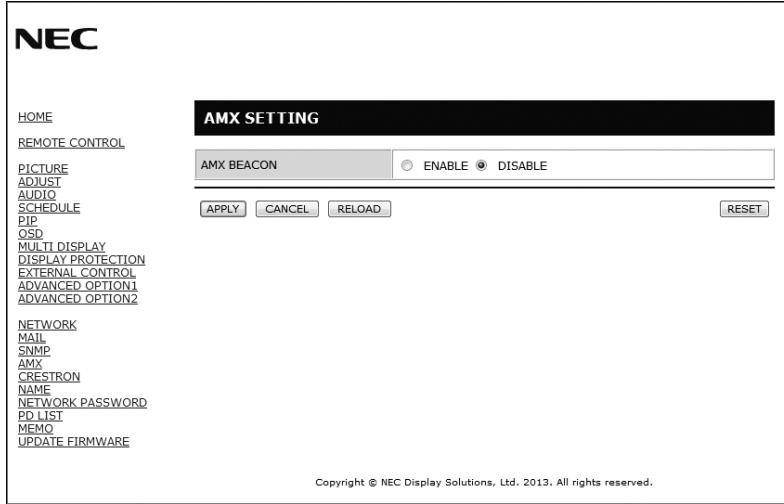 NEC
HOME
REMOTE CONTROL
PICTURE
ADJUST
AUDIO
SCHEDULE
PIP
OSD
MULTI DISPLAY
DISPLAY PROTECTION
EXTERNAL CONTROL
ADVANCED OPTION1
ADVANCED OPTION2
NETWORK
MAIL
SNMP
AMX
CRESTRON
NAME
NETWORK PASSWORD
PD LIST
MEMO
UPDATE FIRMWARE
AMX SETTING
AMX BEACON ENABLE DISABLE
APPLY CANCEL RELOAD RESET
Copyright © NEC Display Solutions, Ltd. 2013. All rights reserved.